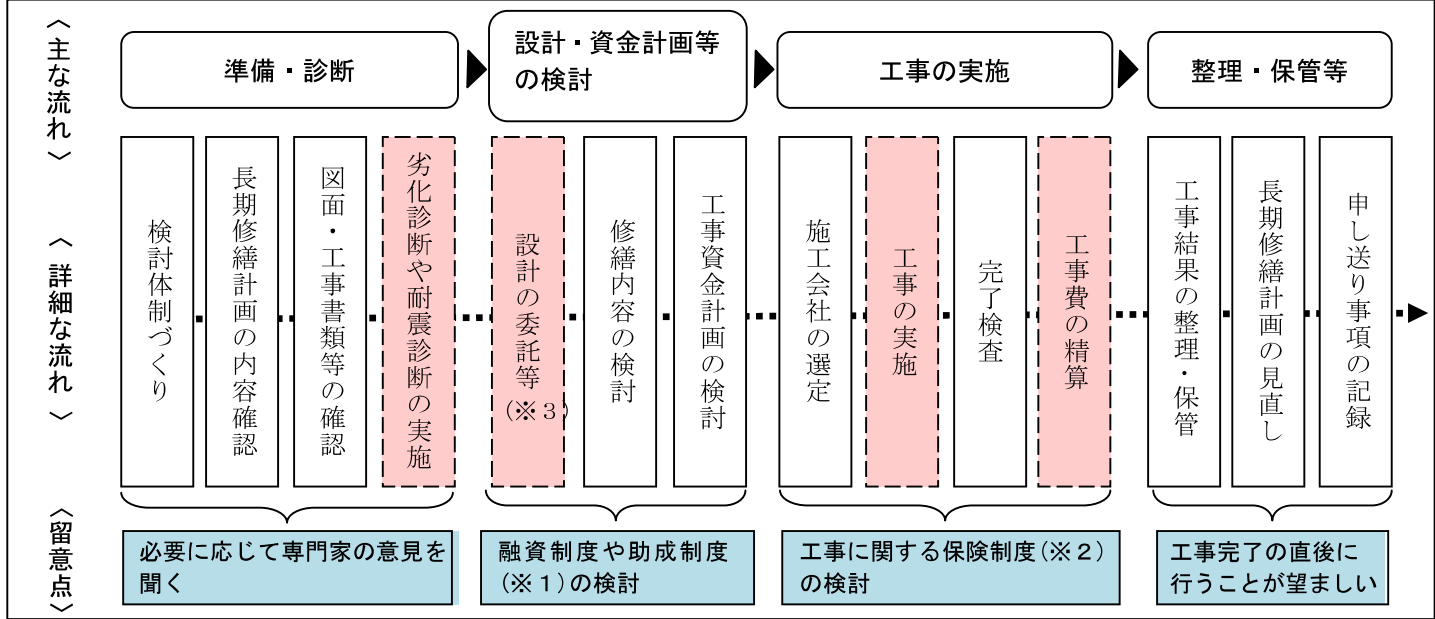 〈主な流れ〉
準備・診断
設計・資金計画等
の検討
工事の実施
整理・保管等
〈詳細な流れ〉
検討体制づくり
長期修繕計画の内容確認
図面・工事書類等の確認
劣化診断や耐震診断の実施
設計の委託等
(※３)
修繕内容の検討
工事資金計画の検討
施工会社の選定
工事の実施
完了検査
工事費の精算
工事結果の整理・保管
長期修繕計画の見直し
申し送り事項の記録
〈留意点〉
必要に応じて専門家の意見を
聞く
融資制度や助成制度
(※１)の検討
工事に関する保険制度(※２)
の検討
工事完了の直後に
行うことが望ましい